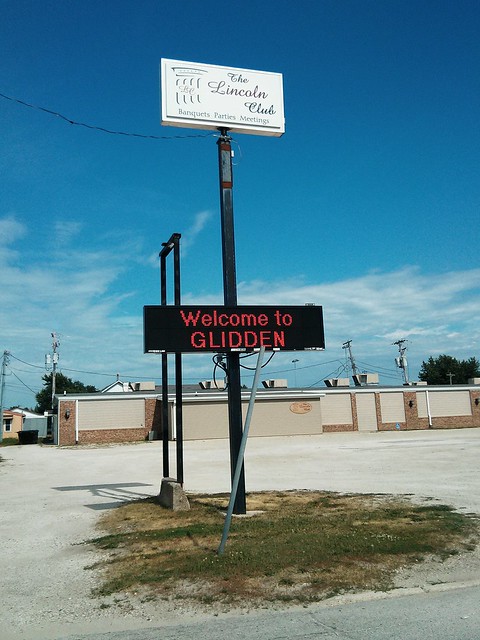 The
Lincoln
Club
Banquets Parties Meetings
Welcome to
GLIDDEN